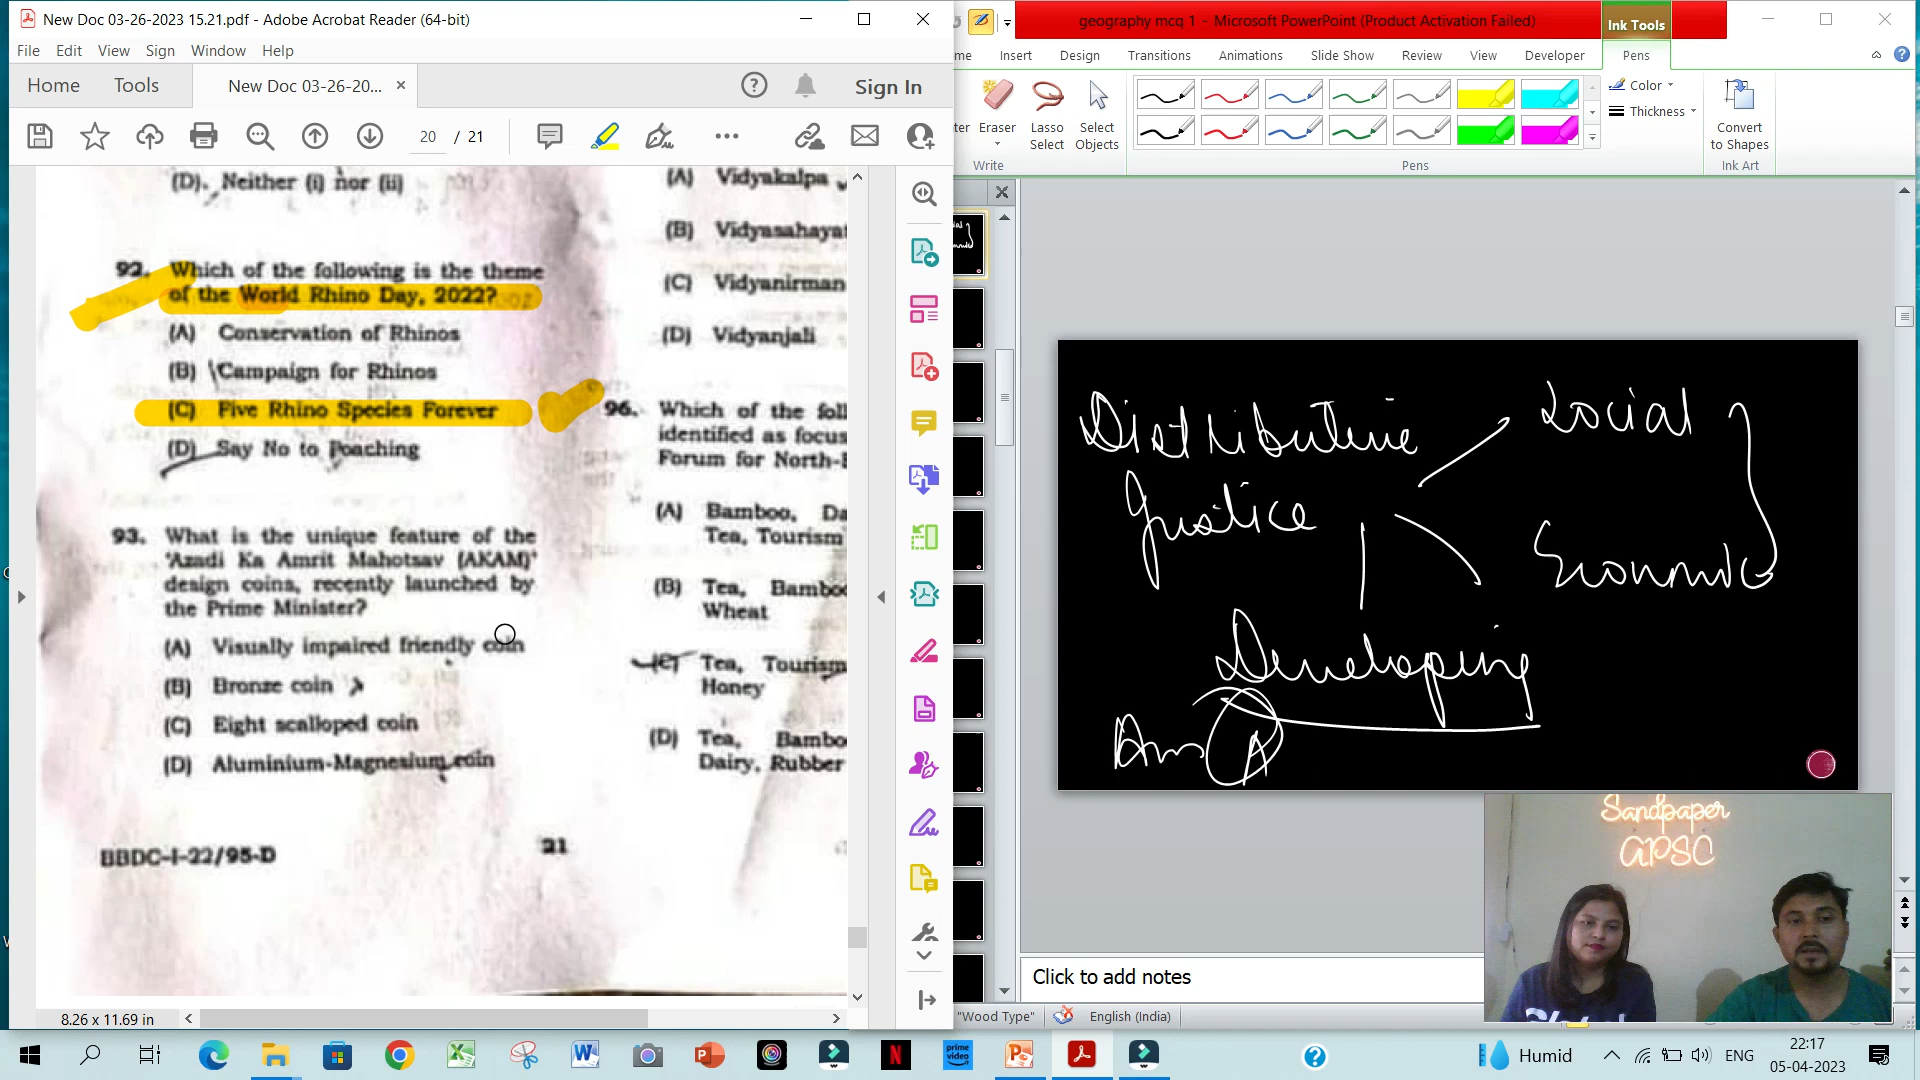 New Doc 03-26-2023 15.21.pdf - Adobe Acrobat Reader (64-bit)
File Edit View Sign Window Help
Home Tools New Doc 03-26-20... Sign In
20 / 21
(D). Neither (i) nor (ii)
92. Which of the following is the theme
of the World Rhino Day, 2022?
(A) Conservation of Rhinos
(B) Campaign for Rhinos
(C) Five Rhino Species Forever
(D) Say No to Poaching
93. What is the unique feature of the
'Azadi Ka Amrit Mahotsav (AKAM)'
design coins, recently launched by
the Prime Minister?
(A) Visually impaired friendly coin
(B) Bronze coin
(C) Eight scalloped coin
(D) Aluminium-Magnesium coin
BBDC-I-22/95-D
21
(A) Vidyakalpa
(B) Vidyasahaya
(C) Vidyanirman
(D) Vidyanjali
96. Which of the fol
identified as focus
Forum for North-
(A) Bamboo, Da
Tea, Tourism
(B) Tea, Bamboo
Wheat
(C) Tea, Tourism
Honey
(D) Tea, Bambo
Dairy, Rubber
8.26 x 11.69 in
geography mcq 1 - Microsoft PowerPoint (Product Activation Failed)
Ink Tools
me Insert Design Transitions Animations Slide Show Review View Developer Pens
ter Eraser Lasso Select Select Objects
Color
Thickness
Convert to Shapes
Write Pens Ink Art
Distributive
Justice
Social
Economic
Developing
Ans A
Click to add notes
"Wood Type" English (India)
Sandpaper
APSC
prime video
Humid
ENG
22:17
05-04-2023